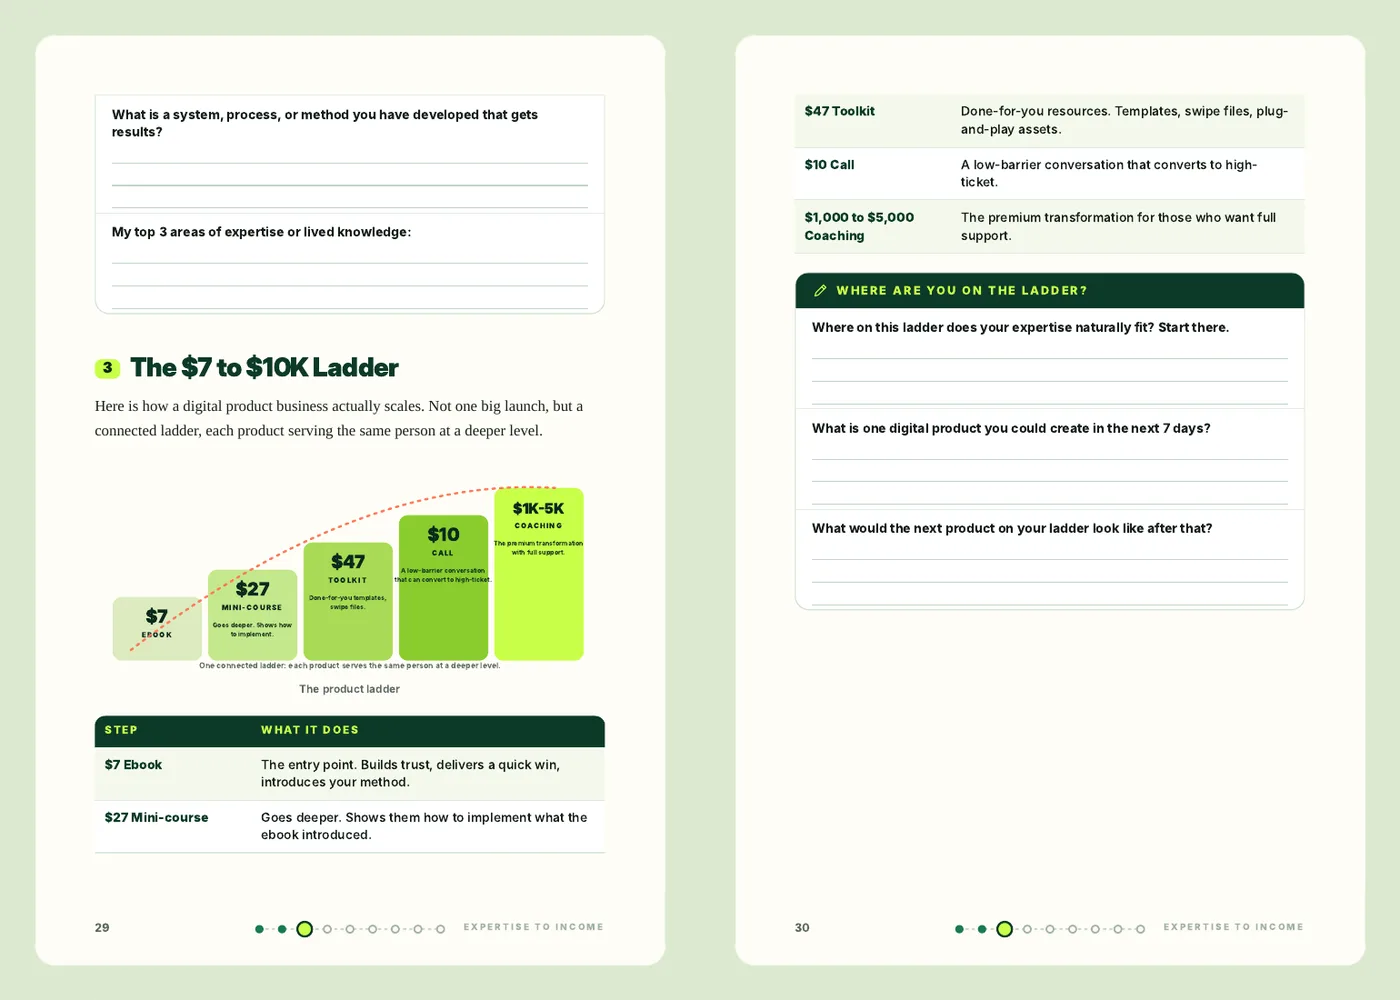 What is a system, process, or method you have developed that gets
results?
My top 3 areas of expertise or lived knowledge:
3 The $7 to $10K Ladder
Here is how a digital product business actually scales. Not one big launch, but a
connected ladder, each product serving the same person at a deeper level.
$7
EBOOK
$27
MINI-COURSE
Goes deeper. Shows how
to implement.
$47
TOOLKIT
Done-for-you templates,
swipe files.
$10
CALL
A low-barrier conversation
that can convert to high-ticket.
$1K-5K
COACHING
The premium transformation
with full support.
One connected ladder: each product serves the same person at a deeper level.
The product ladder
STEP WHAT IT DOES
$7 Ebook The entry point. Builds trust, delivers a quick win,
introduces your method.
$27 Mini-course Goes deeper. Shows them how to implement what the
ebook introduced.
29 EXPERTISE TO INCOME
$47 Toolkit Done-for-you resources. Templates, swipe files, plug-
and-play assets.
$10 Call A low-barrier conversation that converts to high-
ticket.
$1,000 to $5,000 The premium transformation for those who want full
Coaching support.
WHERE ARE YOU ON THE LADDER?
Where on this ladder does your expertise naturally fit? Start there.
What is one digital product you could create in the next 7 days?
What would the next product on your ladder look like after that?
30 EXPERTISE TO INCOME